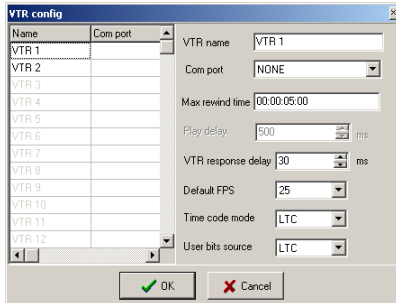 VTR config
Name Com port
VTR 1
VTR 2
VTR 3
VTR 4
VTR 5
VTR 6
VTR 7
VTR 8
VTR 9
VTR 10
VTR 11
VTR 12
VTR name VTR 1
Com port NONE
Max rewind time 00:00:05:00
Play delay 500 ms
VTR response delay 30 ms
Default FPS 25
Time code mode LTC
User bits source LTC
OK Cancel